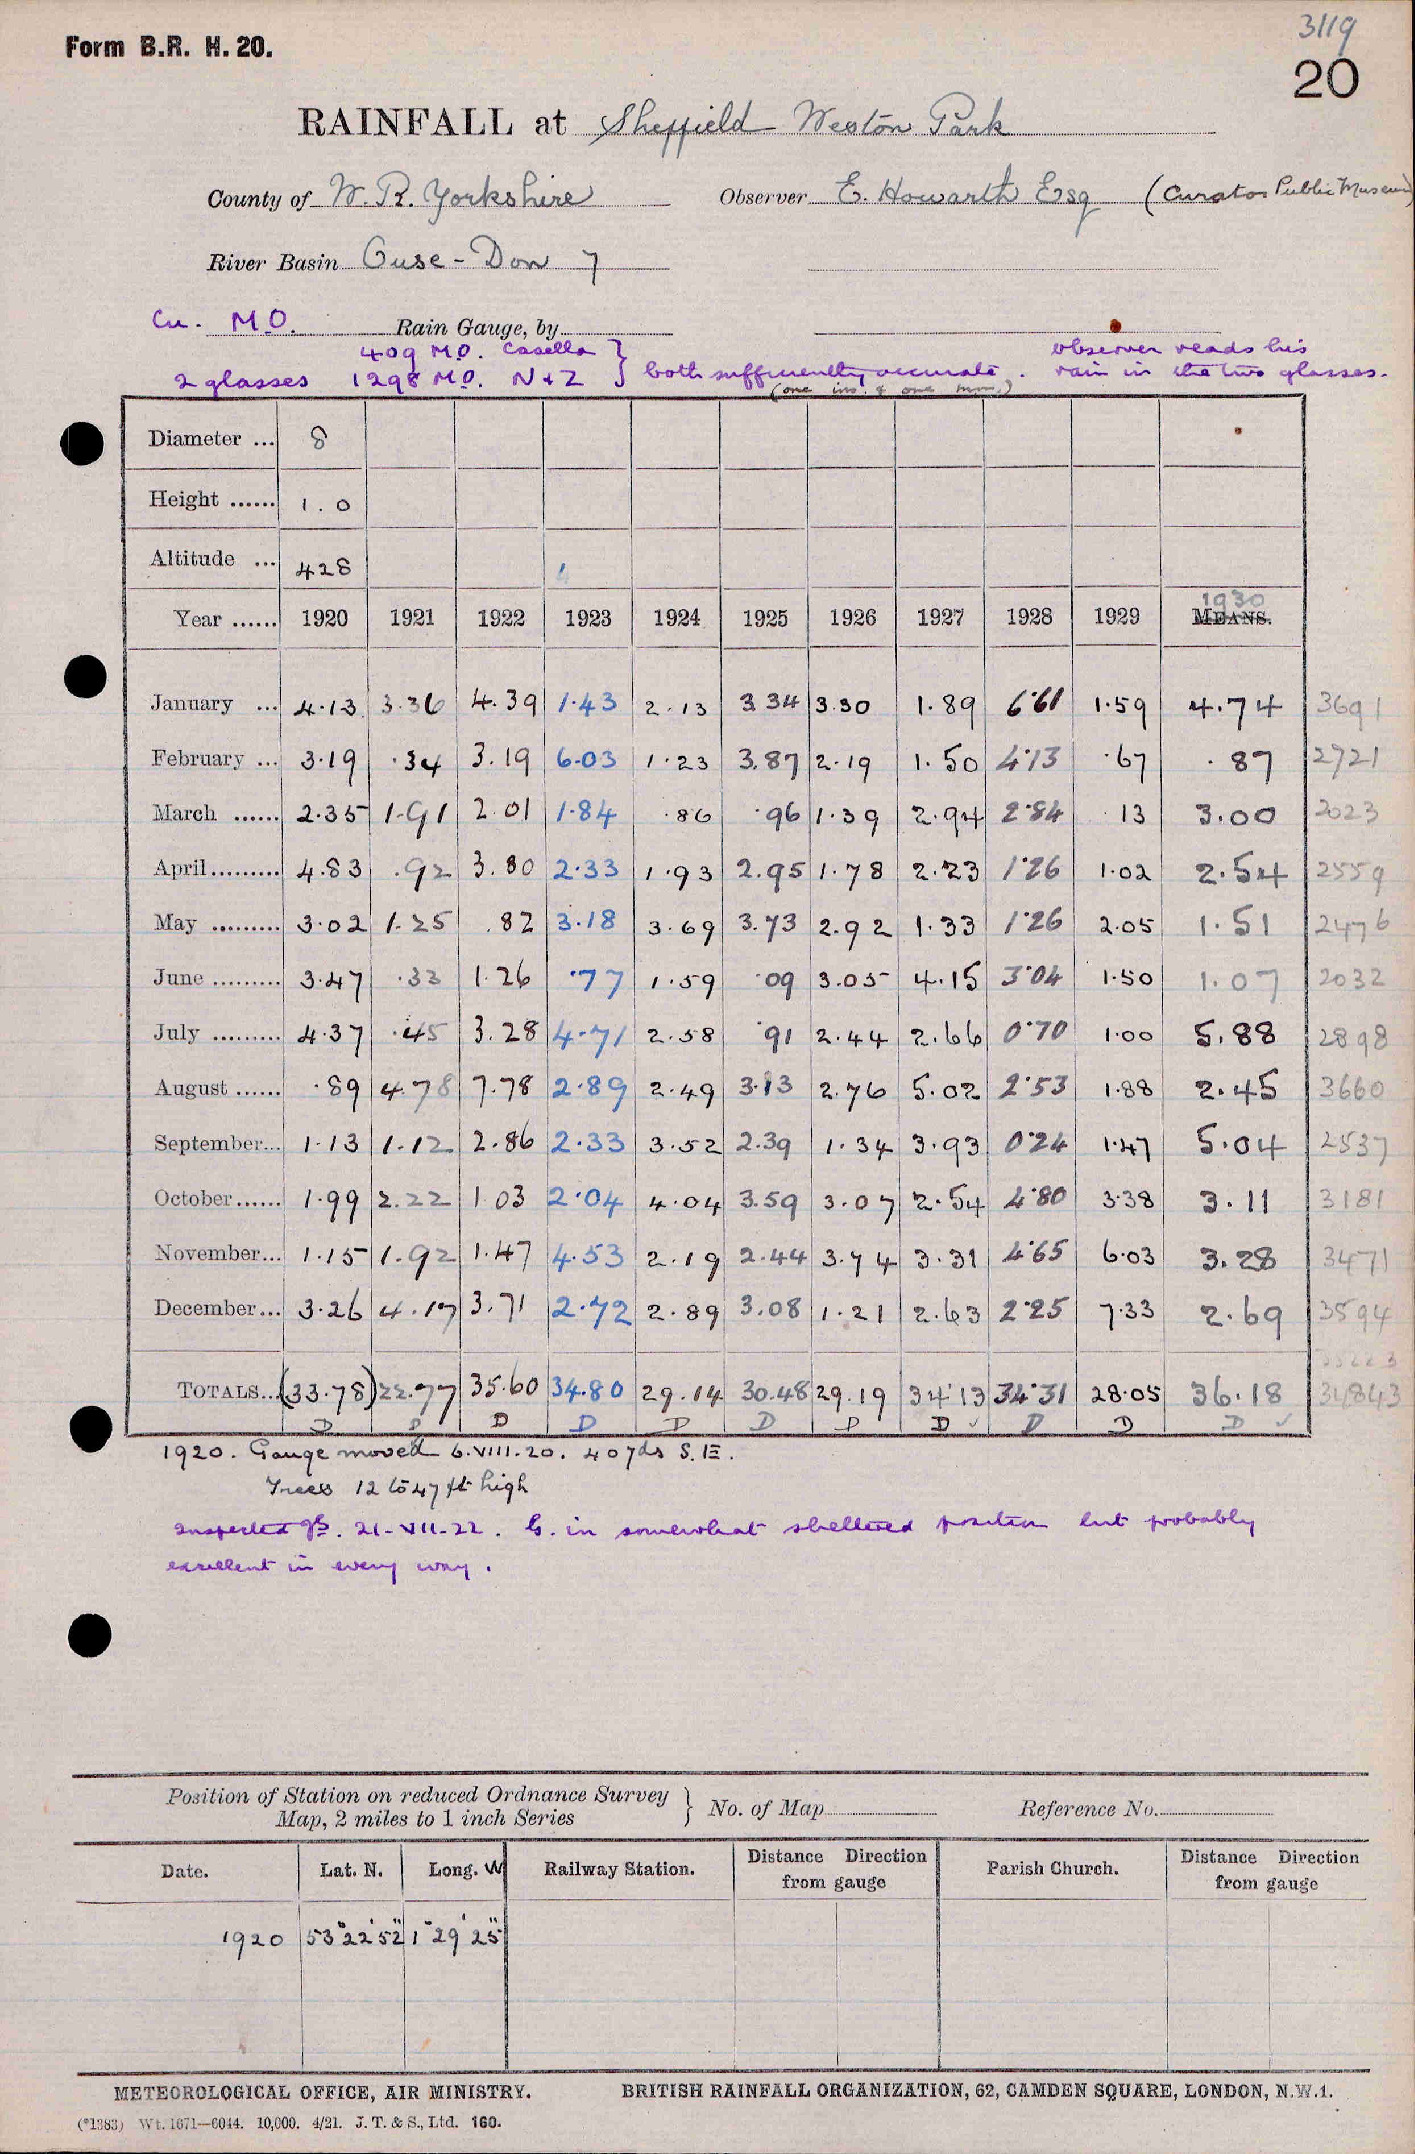 3119
Form B.R. H. 20.
20
RAINFALL at Sheffield Weston Park
County of W. R. Yorkshire Observer E. Howarth Esq (Curator Public Museum)
River Basin Ouse - Don 7
Cu. M.O. Rain Gauge, by
2 glasses 409 M.O. Casella } both sufficiently accurate. observer reads his
1298 M.O. N & Z rain in the two glasses.
(one ins. & one mm.)
Diameter ... 8
Height ...... 1.0
Altitude ... 428
Year ...... 1920 1921 1922 1923 1924 1925 1926 1927 1928 1929 MEANS. 1930
January ... 4.13 3.36 4.39 1.43 2.13 3.34 3.30 1.89 6.61 1.59 4.74 3691
February ... 3.19 .34 3.19 6.03 1.23 3.87 2.19 1.50 4.13 .67 .87 2721
March ...... 2.35 1.91 2.01 1.84 .86 .96 1.39 2.94 2.84 .13 3.00 2023
April......... 4.83 .92 3.80 2.33 1.93 2.95 1.78 2.23 1.26 1.02 2.54 2559
May ......... 3.02 1.25 .82 3.18 3.69 3.73 2.92 1.33 1.26 2.05 1.51 2476
June ......... 3.47 .33 1.26 .77 1.59 .09 3.05 4.15 3.04 1.50 1.07 2032
July ......... 4.37 .45 3.28 4.71 2.58 .91 2.44 2.66 0.70 1.00 5.88 2898
August ...... .89 4.78 7.78 2.89 2.49 3.13 2.76 5.02 2.53 1.88 2.45 3660
September... 1.13 1.12 2.86 2.33 3.52 2.39 1.34 3.93 0.24 1.47 5.04 2537
October...... 1.99 2.22 1.03 2.04 4.04 3.59 3.07 2.54 4.80 3.38 3.11 3181
November... 1.15 1.92 1.47 4.53 2.19 2.44 3.74 3.31 4.65 6.03 3.28 3471
December... 3.26 4.17 3.71 2.72 2.89 3.08 1.21 2.63 2.25 7.33 2.69 3594
TOTALS... (33.78) 22.77 35.60 34.80 29.14 30.48 29.19 34.13 34.31 28.05 36.18 34843
D D D D D D D D ✓ D D D ✓
1920. Gauge moved 6.VIII.20. 40 yds S.E.
Trees 12 to 47 ft high
Inspected 21-VII-22. G. in somewhat sheltered position but probably
excellent in every way.
Position of Station on reduced Ordnance Survey Map, 2 miles to 1 inch Series } No. of Map Reference No.
Date. Lat. N. Long. W Railway Station. Distance Direction from gauge Parish Church. Distance Direction from gauge
1920 53°22'52" 1°29'25"
METEOROLOGICAL OFFICE, AIR MINISTRY. BRITISH RAINFALL ORGANIZATION, 62, CAMDEN SQUARE, LONDON, N.W.1.
(*1383) Wt. 1671—6044. 10,000. 4/21. J. T. & S., Ltd. 160.